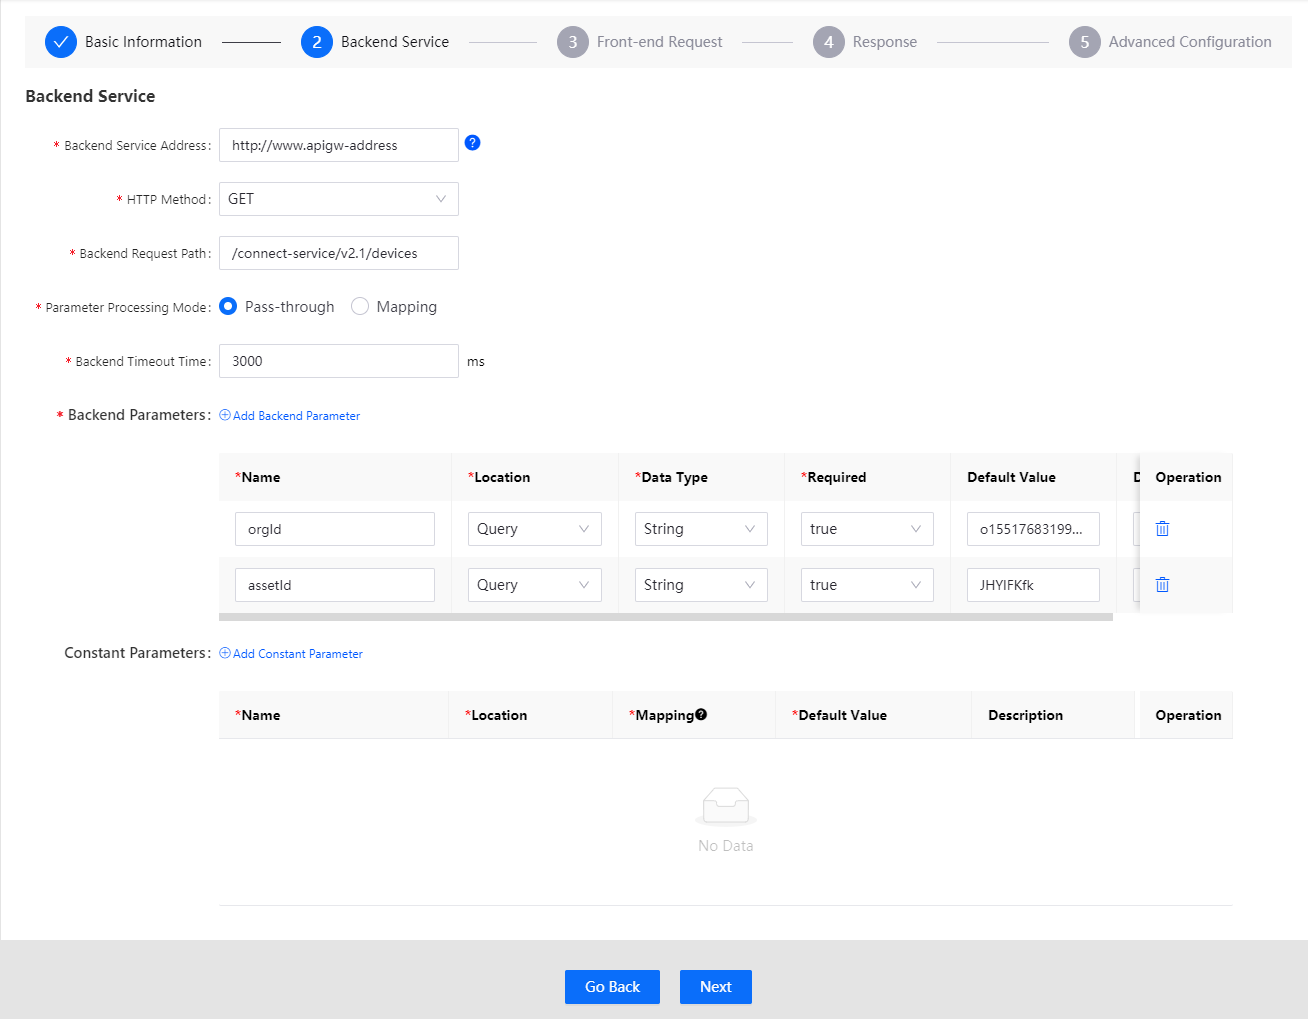 Basic Information 2 Backend Service 3 Front-end Request 4 Response 5 Advanced Configuration
Backend Service
* Backend Service Address: http://www.apigw-address ?
* HTTP Method: GET
* Backend Request Path: /connect-service/v2.1/devices
* Parameter Processing Mode: Pass-through Mapping
* Backend Timeout Time: 3000 ms
* Backend Parameters: Add Backend Parameter
*Name *Location *Data Type *Required Default Value Operation
orgId Query String true o15517683199...
assetId Query String true JHYIFKfk
Constant Parameters: Add Constant Parameter
*Name *Location *Mapping? *Default Value Description Operation
No Data
Go Back Next